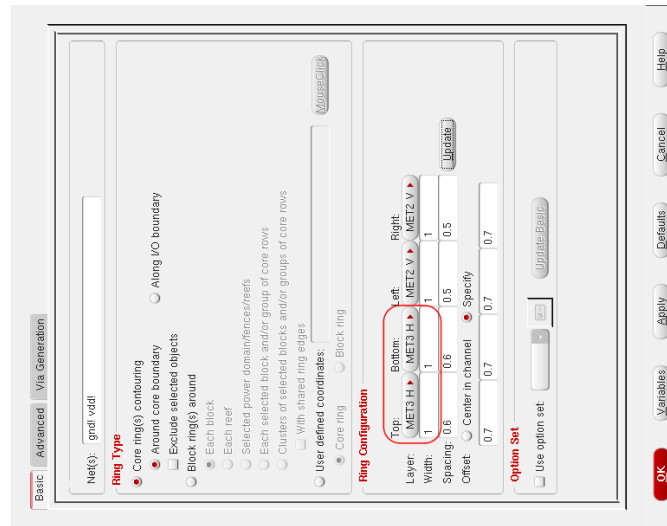 Basic Advanced Via Generation
Net(s): gnd! vdd!
Ring Type
Core ring(s) contouring
Around core boundary Along I/O boundary
Exclude selected objects
Block ring(s) around
Each block
Each reef
Selected power domain/fences/reefs
Each selected block and/or group of core rows
Clusters of selected blocks and/or groups of core rows
With shared ring edges
User defined coordinates: MouseClick
Core ring Block ring
Ring Configuration
Top: Bottom: Left: Right:
Layer: MET3 H MET3 H MET2 V MET2 V
Width: 1 1 1 1
Spacing: 0.6 0.6 0.5 0.5 Update
Offset: Center in channel Specify
0.7 0.7 0.7 0.7
Option Set
Use option set: Update Basic
OK Variables Apply Defaults Cancel Help